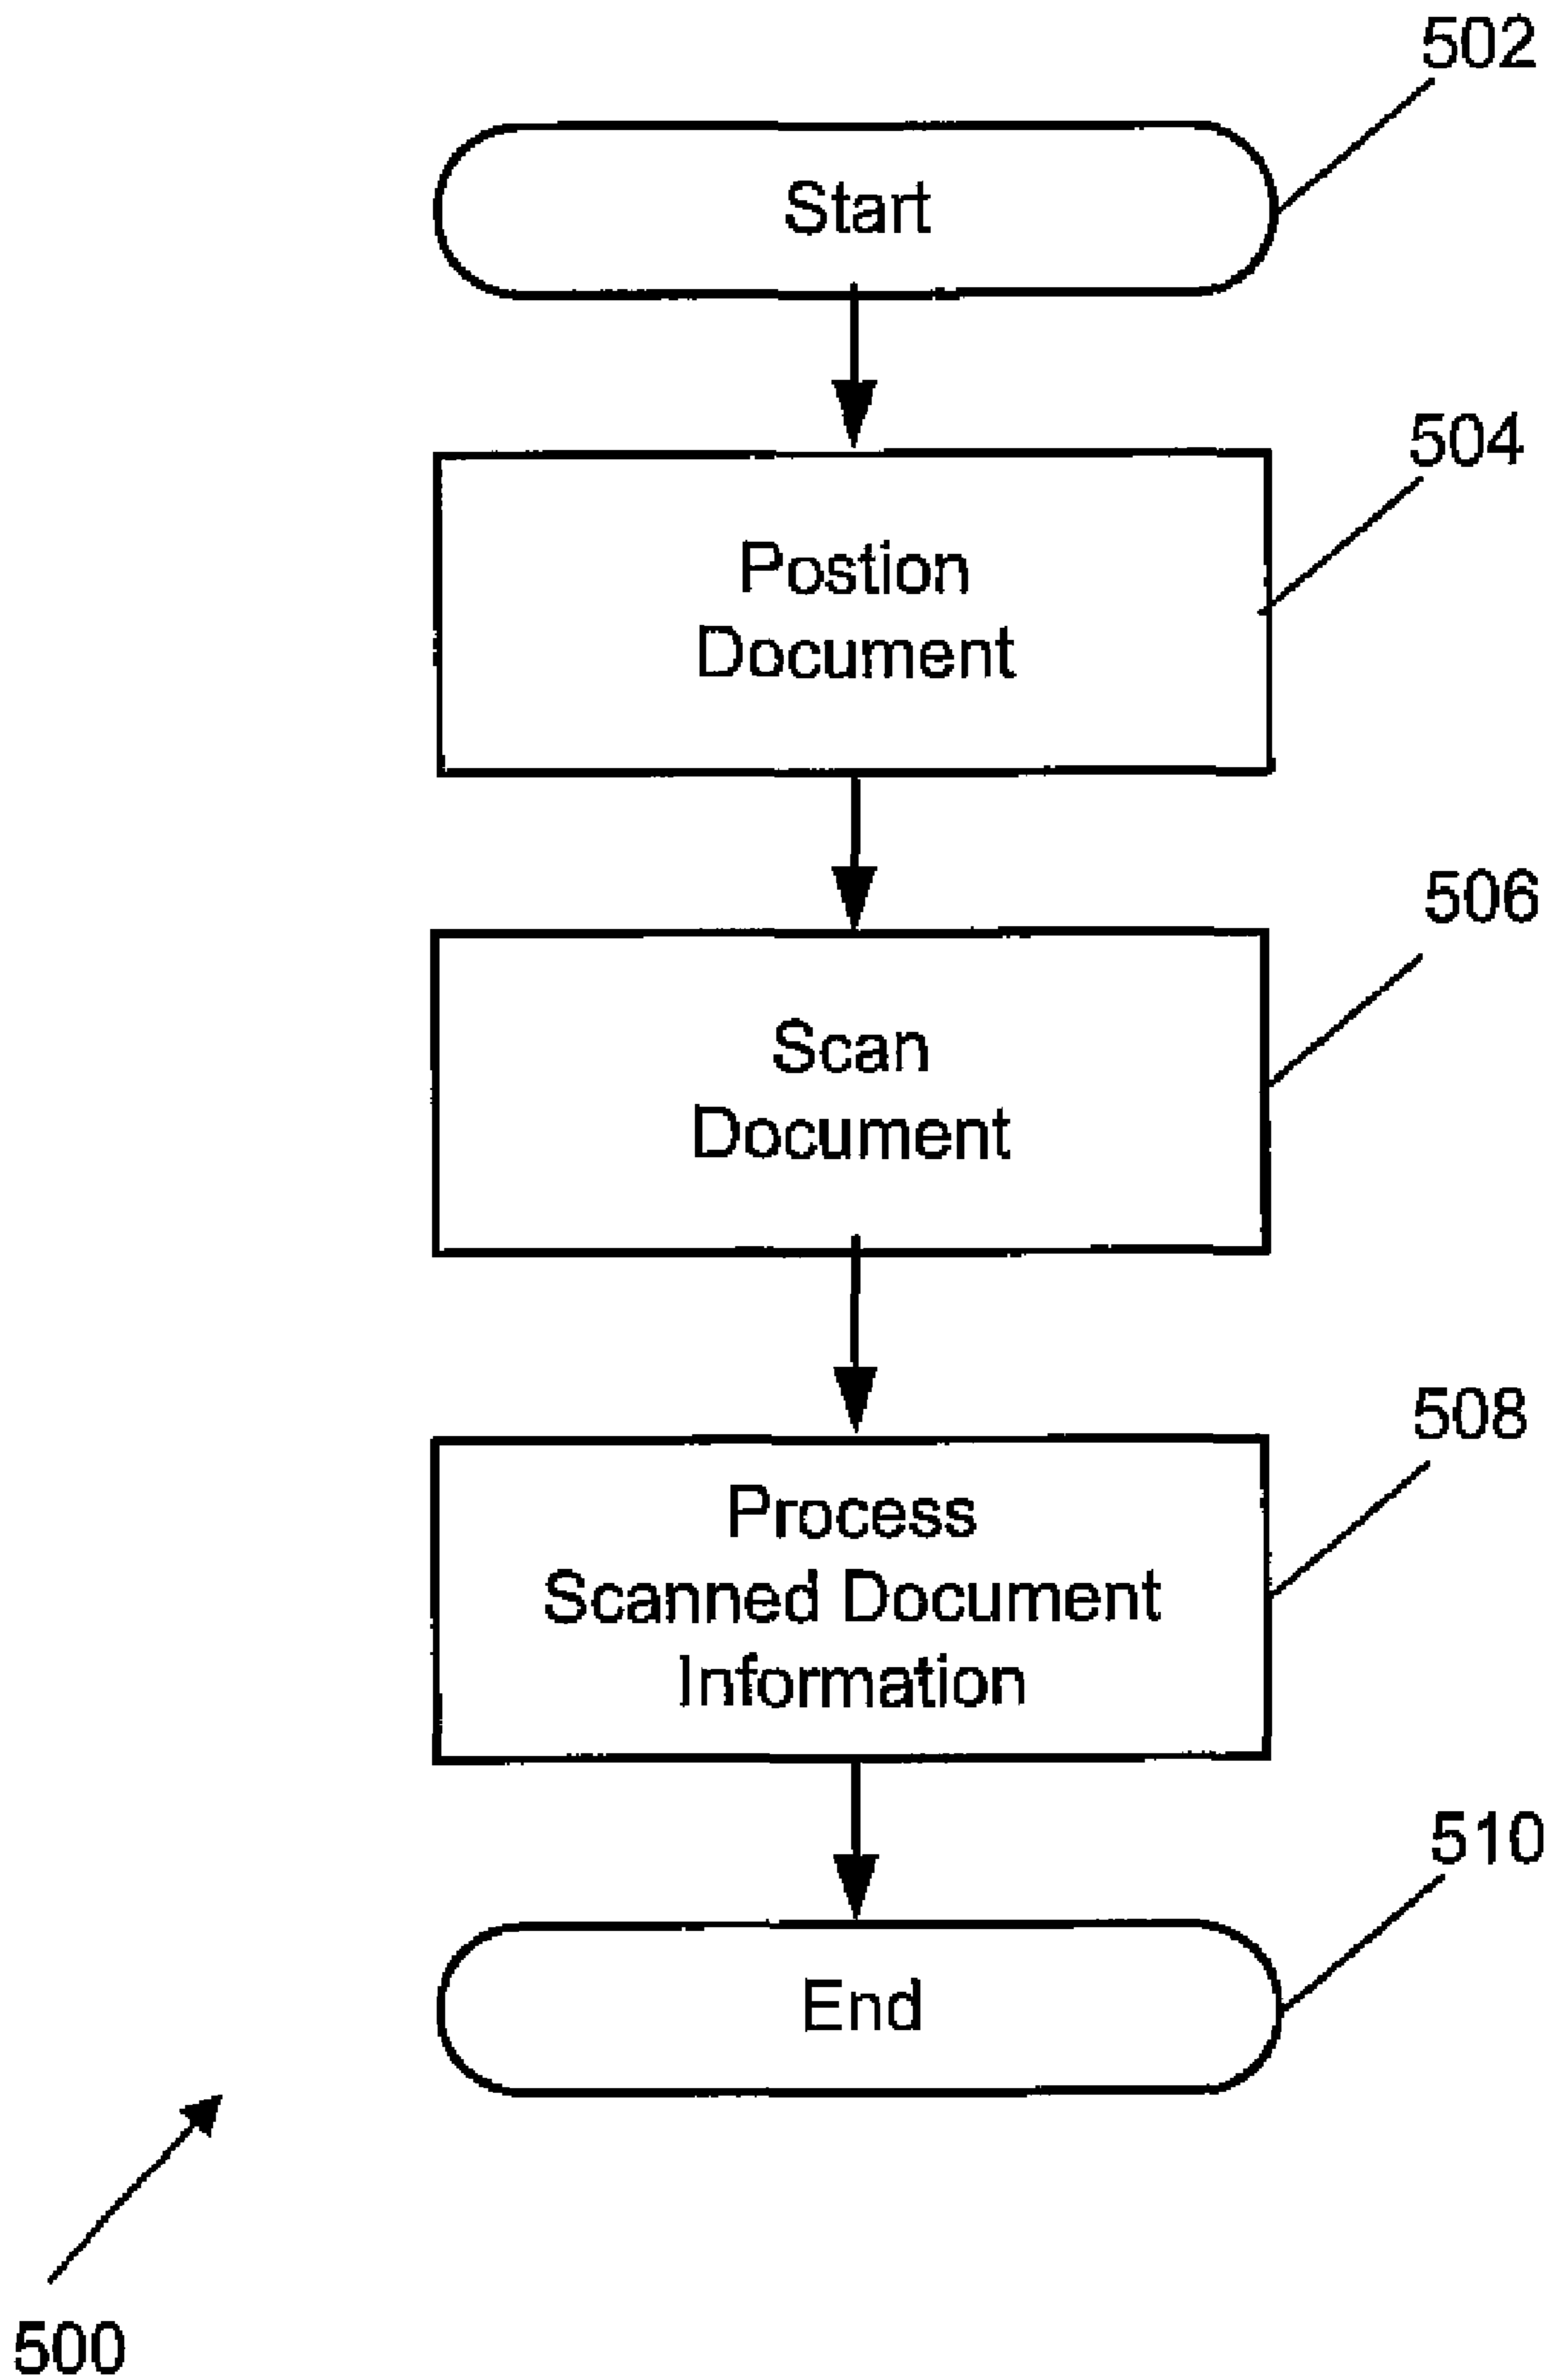 502
Start
504
Postion
Document
506
Scan
Document
508
Process
Scanned Document
Information
510
End
500